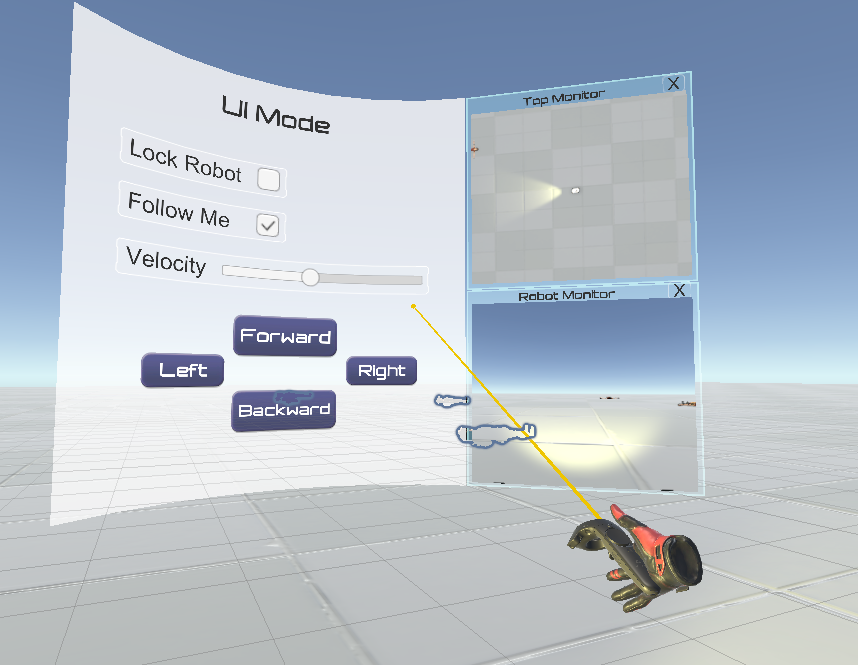 UI Mode
Lock Robot
Follow Me
Velocity
Forward
Left
Right
Backward
Top Monitor
X
Robot Monitor
X